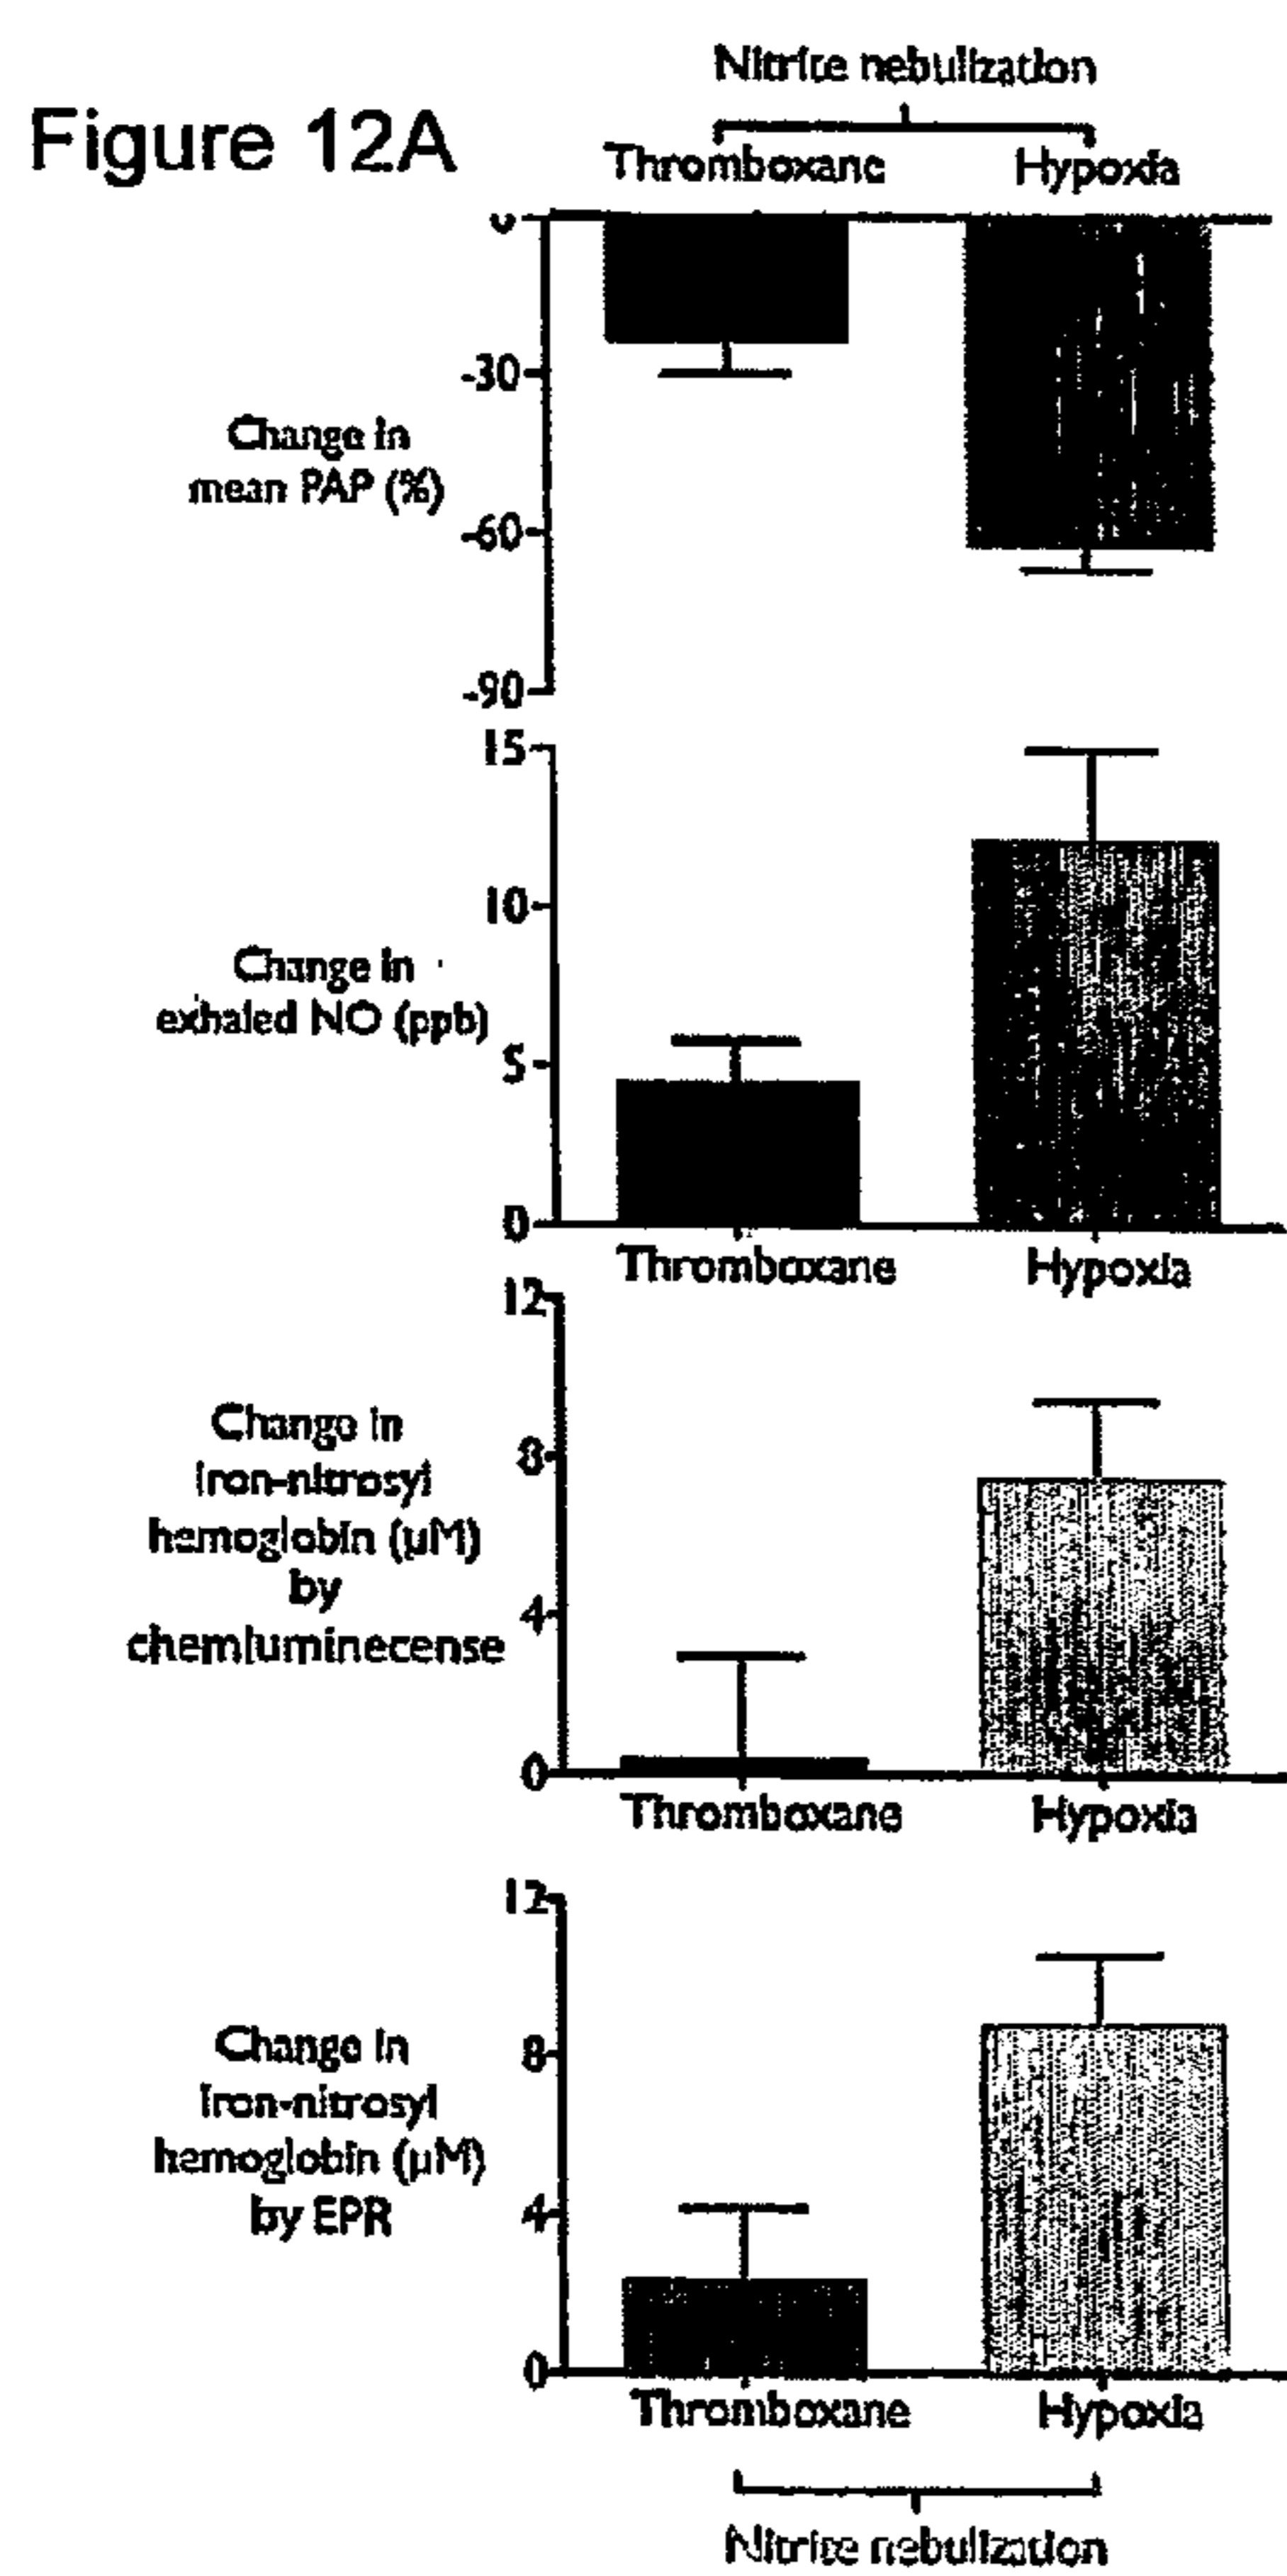 Figure 12A
Nitrite nebulization
Thromboxane Hypoxia
0
-30
Change in
mean PAP (%)
-60
-90
15
10
Change in
exhaled NO (ppb)
5
0
Thromboxane Hypoxia
12
Change in
iron-nitrosyl
8
hemoglobin (µM)
by
4
chemluminecense
0
Thromboxane Hypoxia
12
Change in
8
iron-nitrosyl
hemoglobin (µM)
by EPR
4
0
Thromboxane Hypoxia
Nitrite nebulization